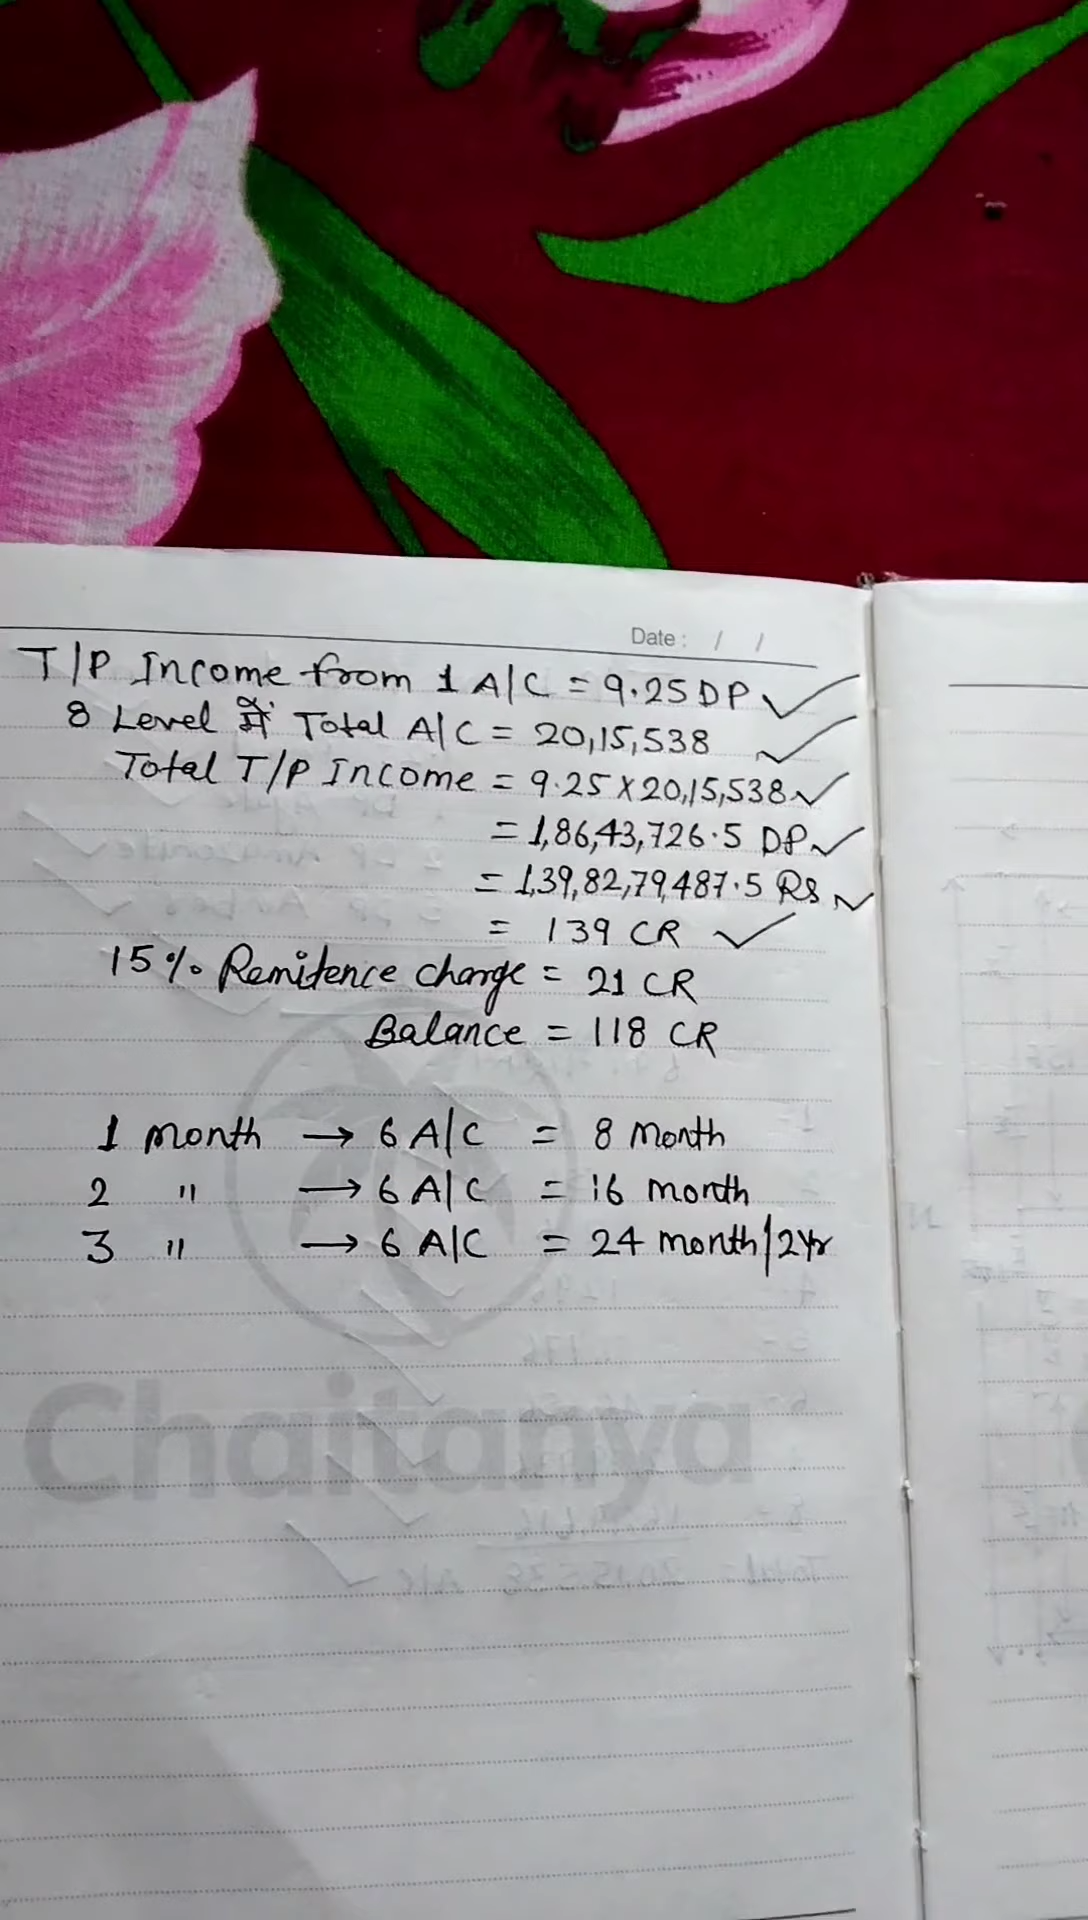 Date: / /
T/P Income from 1 A/C = 9.25 DP
8 Level में Total A/C = 20,15,538
Total T/P Income = 9.25 X 20,15,538
= 1,86,43,726.5 DP
= 1,39,82,79,487.5 Rs
= 139 CR
15% Remitence charge = 21 CR
Balance = 118 CR
1 month → 6 A/C = 8 Month
2 " → 6 A/C = 16 month
3 " → 6 A/C = 24 month/2yr
Chaitanya